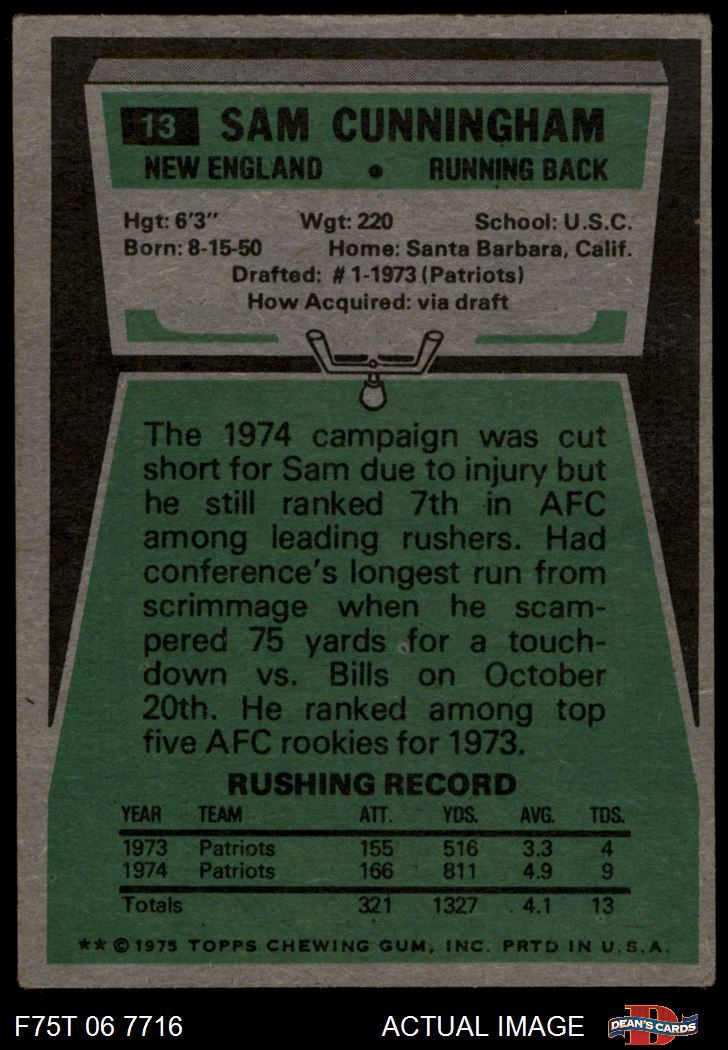 13 SAM CUNNINGHAM
NEW ENGLAND • RUNNING BACK
Hgt: 6'3" Wgt: 220 School: U.S.C.
Born: 8-15-50 Home: Santa Barbara, Calif.
Drafted: #1-1973 (Patriots)
How Acquired: via draft
The 1974 campaign was cut
short for Sam due to injury but
he still ranked 7th in AFC
among leading rushers. Had
conference's longest run from
scrimmage when he scam-
pered 75 yards for a touch-
down vs. Bills on October
20th. He ranked among top
five AFC rookies for 1973.
RUSHING RECORD
YEAR TEAM ATT. YDS. AVG. TDS.
1973 Patriots 155 516 3.3 4
1974 Patriots 166 811 4.9 9
Totals 321 1327 4.1 13
** © 1975 TOPPS CHEWING GUM, INC. PRTD IN U.S.A.
F75T 06 7716 ACTUAL IMAGE DEAN'S CARDS